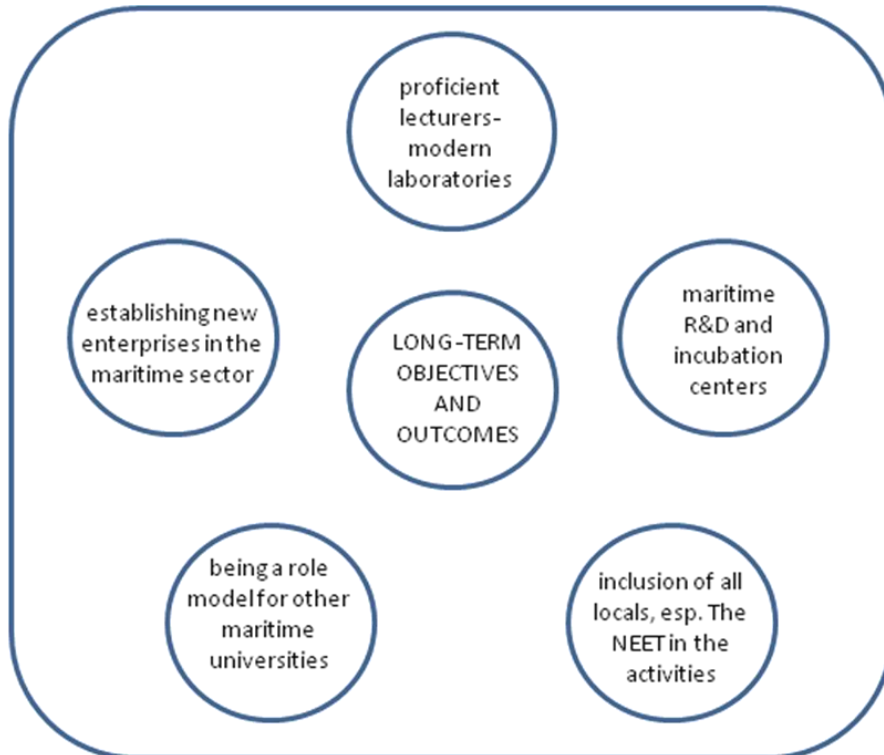 proficient
lecturers-
modern
laboratories
establishing new
enterprises in the
maritime sector
LONG-TERM
OBJECTIVES
AND
OUTCOMES
maritime
R&D and
incubation
centers
being a role
model for other
maritime
universities
inclusion of all
locals, esp. The
NEET in the
activities